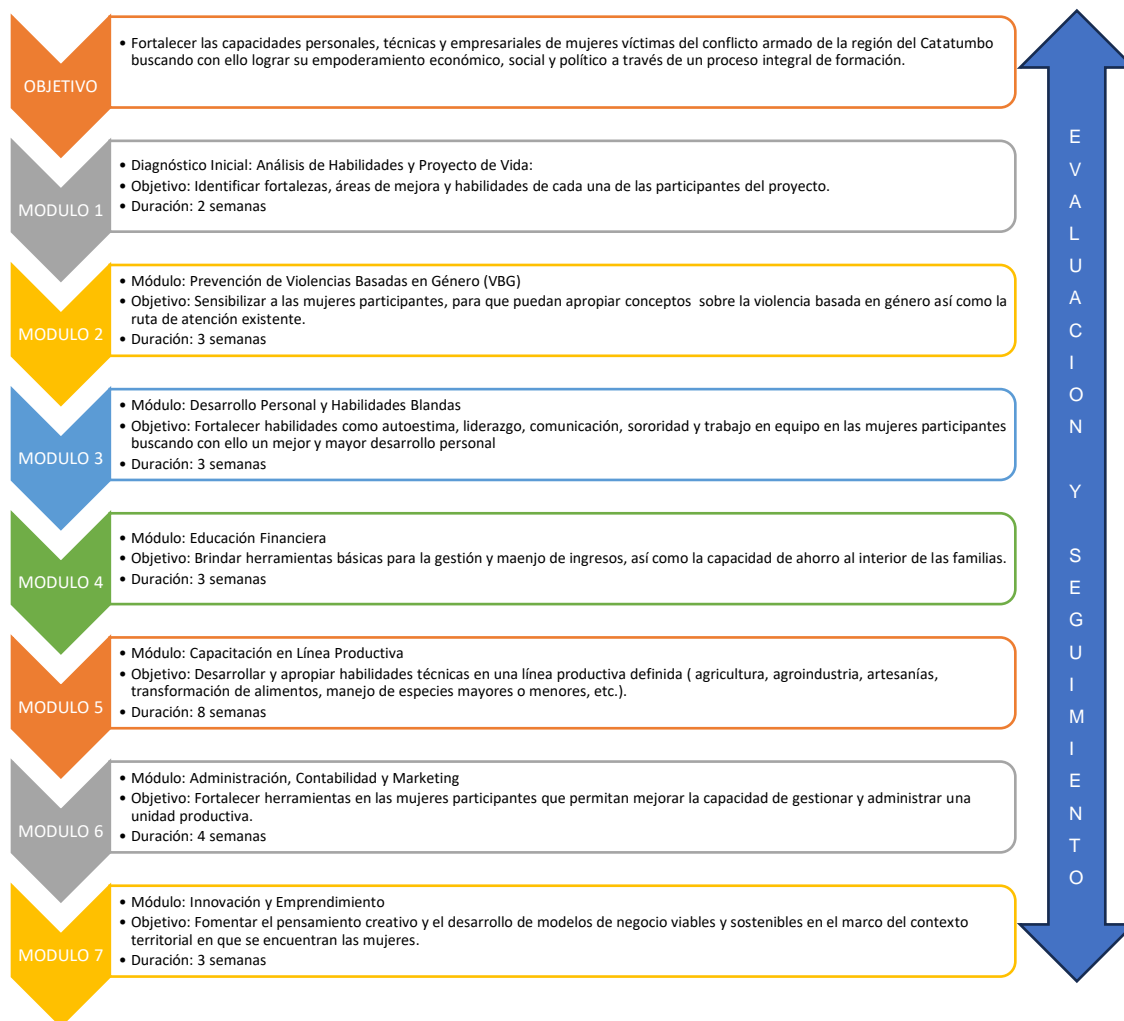 OBJETIVO
• Fortalecer las capacidades personales, técnicas y empresariales de mujeres víctimas del conflicto armado de la región del Catatumbo
buscando con ello lograr su empoderamiento económico, social y político a través de un proceso integral de formación.
MODULO 1
• Diagnóstico Inicial: Análisis de Habilidades y Proyecto de Vida:
• Objetivo: Identificar fortalezas, áreas de mejora y habilidades de cada una de las participantes del proyecto.
• Duración: 2 semanas
MODULO 2
• Módulo: Prevención de Violencias Basadas en Género (VBG)
• Objetivo: Sensibilizar a las mujeres participantes, para que puedan apropiar conceptos sobre la violencia basada en género así como la
ruta de atención existente.
• Duración: 3 semanas
MODULO 3
• Módulo: Desarrollo Personal y Habilidades Blandas
• Objetivo: Fortalecer habilidades como autoestima, liderazgo, comunicación, sororidad y trabajo en equipo en las mujeres participantes
buscando con ello un mejor y mayor desarrollo personal
• Duración: 3 semanas
MODULO 4
• Módulo: Educación Financiera
• Objetivo: Brindar herramientas básicas para la gestión y maenjo de ingresos, así como la capacidad de ahorro al interior de las familias.
• Duración: 3 semanas
MODULO 5
• Módulo: Capacitación en Línea Productiva
• Objetivo: Desarrollar y apropiar habilidades técnicas en una línea productiva definida ( agricultura, agroindustria, artesanías,
transformación de alimentos, manejo de especies mayores o menores, etc.).
• Duración: 8 semanas
MODULO 6
• Módulo: Administración, Contabilidad y Marketing
• Objetivo: Fortalecer herramientas en las mujeres participantes que permitan mejorar la capacidad de gestionar y administrar una
unidad productiva.
• Duración: 4 semanas
MODULO 7
• Módulo: Innovación y Emprendimiento
• Objetivo: Fomentar el pensamiento creativo y el desarrollo de modelos de negocio viables y sostenibles en el marco del contexto
territorial en que se encuentran las mujeres.
• Duración: 3 semanas
EVALUACION Y SEGUIMIENTO